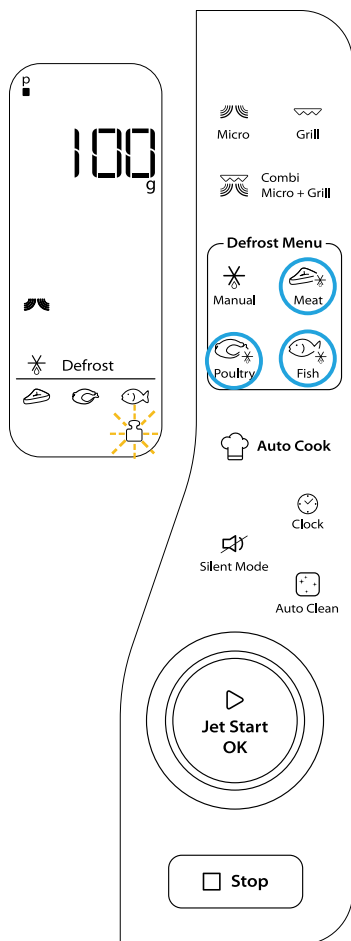 p
100
g
Defrost
Micro
Grill
Combi
Micro + Grill
Defrost Menu
Manual
Meat
Poultry
Fish
Auto Cook
Clock
Silent Mode
Auto Clean
Jet Start
OK
Stop